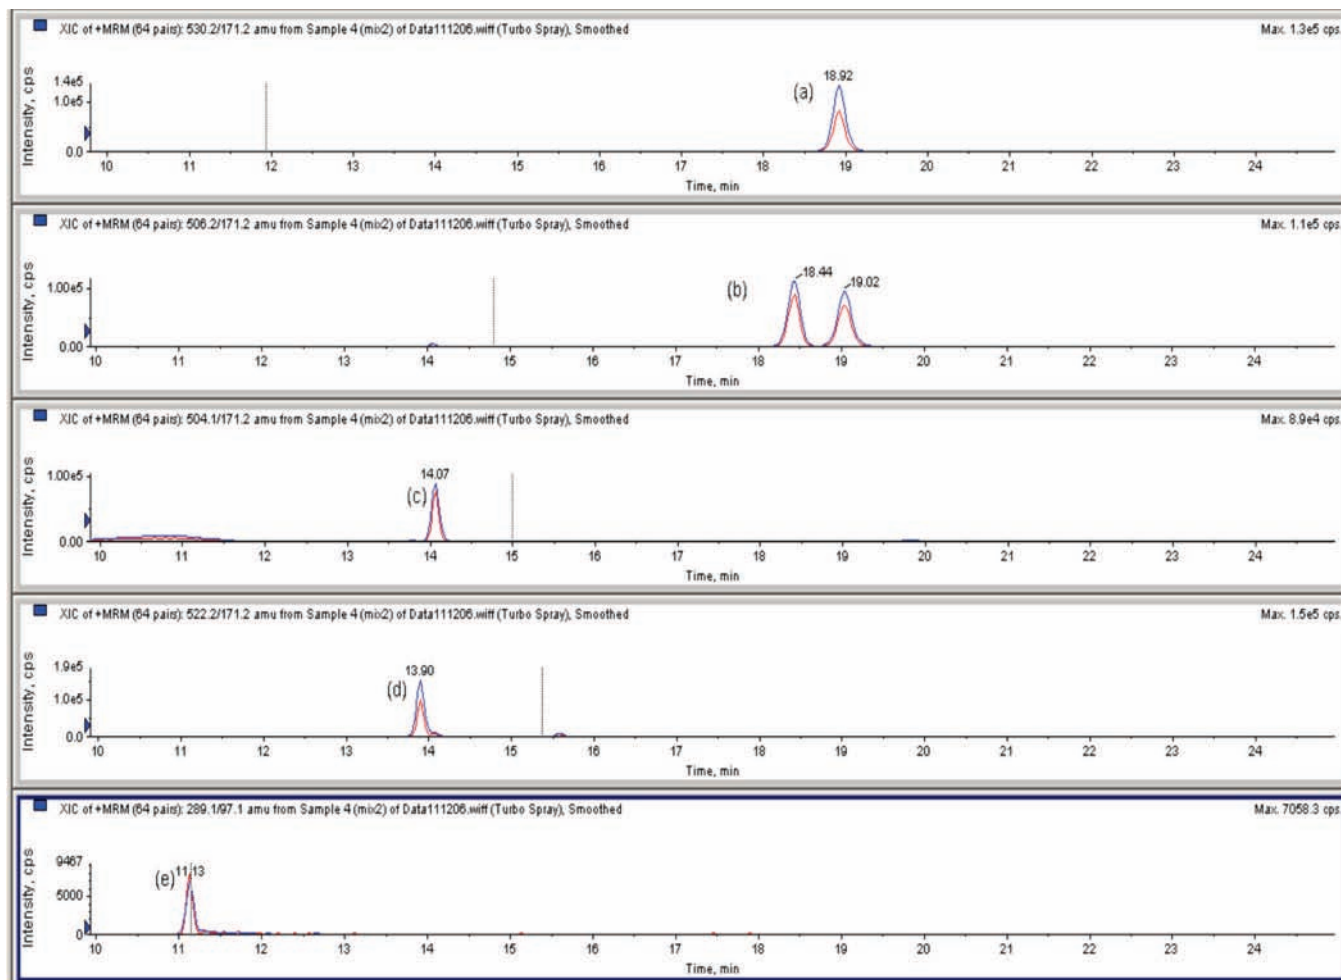 XIC of +MRM (64 pairs): 530.2/171.2 amu from Sample 4 (mix2) of Data111206.wiff (Turbo Spray), Smoothed Max. 1.3e5 cps.
Intensity, cps
1.4e5
1.0e5
0.0
(a)
18.92
10 11 12 13 14 15 16 17 18 19 20 21 22 23 24
Time, min
XIC of +MRM (64 pairs): 506.2/171.2 amu from Sample 4 (mix2) of Data111206.wiff (Turbo Spray), Smoothed Max. 1.1e5 cps.
Intensity, cps
1.00e5
0.00
(b)
18.44
19.02
10 11 12 13 14 15 16 17 18 19 20 21 22 23 24
Time, min
XIC of +MRM (64 pairs): 504.1/171.2 amu from Sample 4 (mix2) of Data111206.wiff (Turbo Spray), Smoothed Max. 8.9e4 cps.
Intensity, cps
1.00e5
0.00
(c)
14.07
10 11 12 13 14 15 16 17 18 19 20 21 22 23 24
Time, min
XIC of +MRM (64 pairs): 522.2/171.2 amu from Sample 4 (mix2) of Data111206.wiff (Turbo Spray), Smoothed Max. 1.5e5 cps.
Intensity, cps
1.9e5
1.0e5
0.0
(d)
13.90
10 11 12 13 14 15 16 17 18 19 20 21 22 23 24
Time, min
XIC of +MRM (64 pairs): 289.1/97.1 amu from Sample 4 (mix2) of Data111206.wiff (Turbo Spray), Smoothed Max. 7058.3 cps.
Intensity, cps
9467
5000
0
(e)
11.13
10 11 12 13 14 15 16 17 18 19 20 21 22 23 24
Time, min